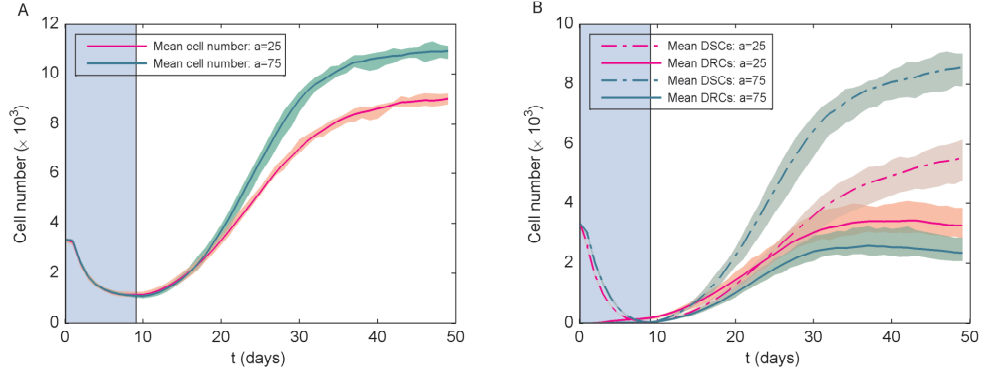 A
12
10
8
6
4
2
0
Cell number (× 10³)
Mean cell number: a=25
Mean cell number: a=75
0 10 20 30 40 50
t (days)
B
10
8
6
4
2
0
Cell number (× 10³)
Mean DSCs: a=25
Mean DRCs: a=25
Mean DSCs: a=75
Mean DRCs: a=75
0 10 20 30 40 50
t (days)